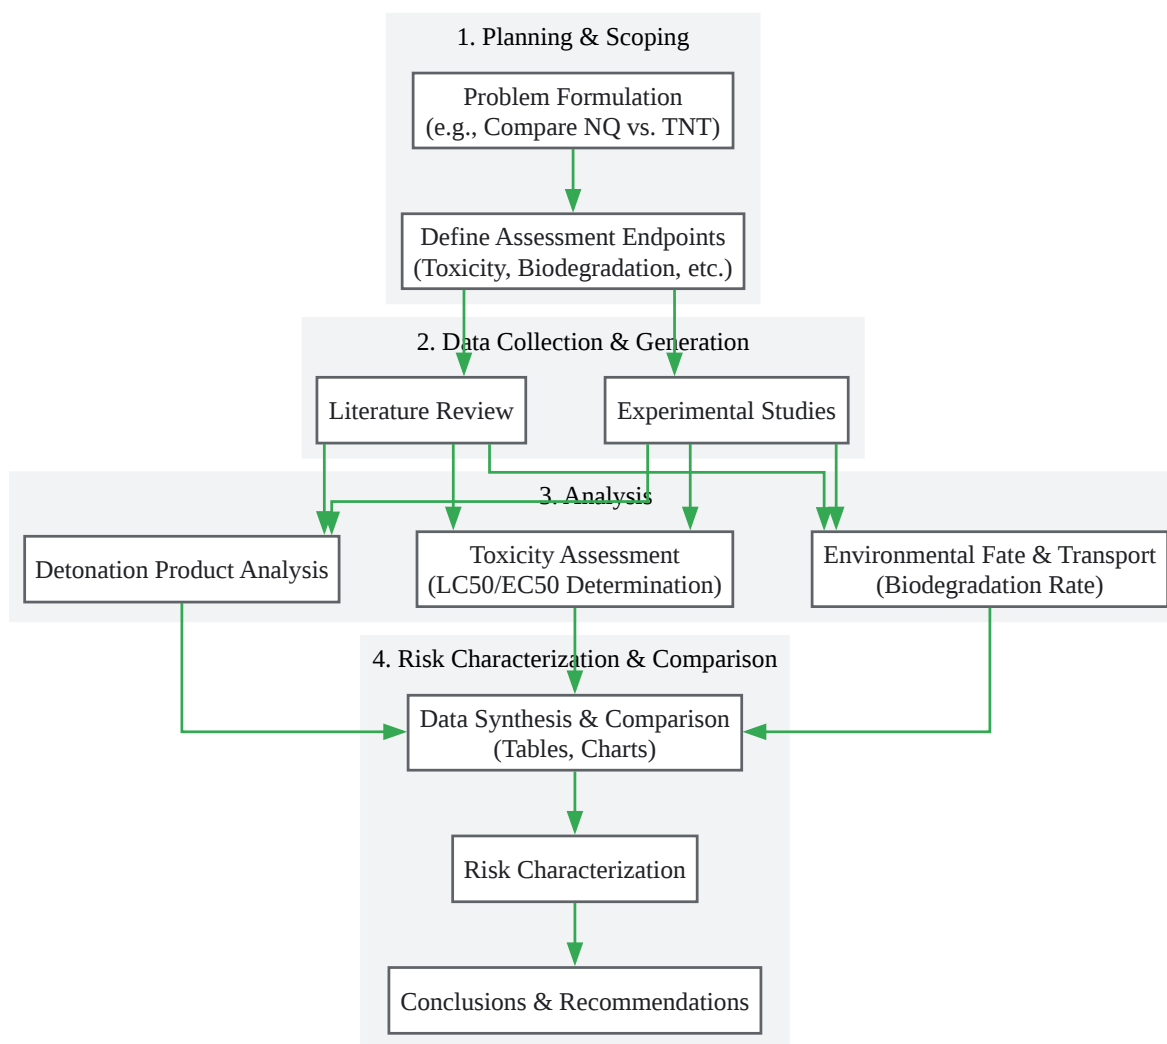 1. Planning & Scoping
Problem Formulation
(e.g., Compare NQ vs. TNT)
Define Assessment Endpoints
(Toxicity, Biodegradation, etc.)
2. Data Collection & Generation
Literature Review
Experimental Studies
3. Analysis
Detonation Product Analysis
Toxicity Assessment
(LC50/EC50 Determination)
Environmental Fate & Transport
(Biodegradation Rate)
4. Risk Characterization & Comparison
Data Synthesis & Comparison
(Tables, Charts)
Risk Characterization
Conclusions & Recommendations